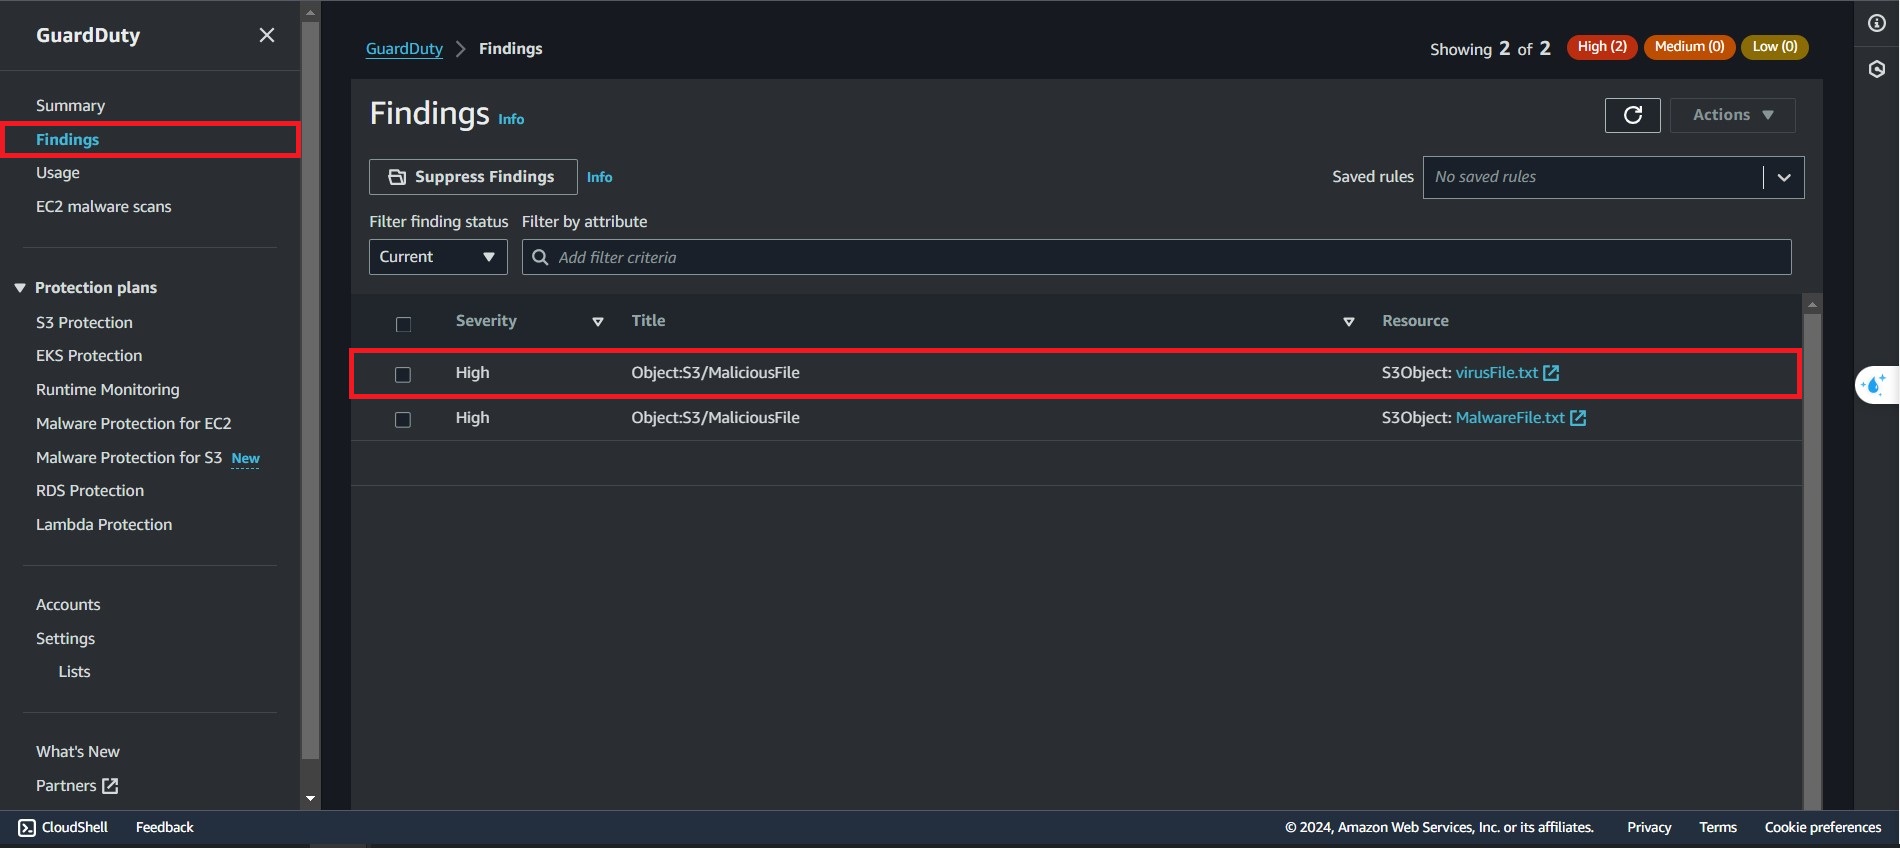 GuardDuty
Summary
Findings
Usage
EC2 malware scans
Protection plans
S3 Protection
EKS Protection
Runtime Monitoring
Malware Protection for EC2
Malware Protection for S3 New
RDS Protection
Lambda Protection
Accounts
Settings
Lists
What's New
Partners
GuardDuty > Findings
Showing 2 of 2 High (2) Medium (0) Low (0)
Findings Info
Actions
Suppress Findings Info
Saved rules No saved rules
Filter finding status Filter by attribute
Current Add filter criteria
Severity Title Resource
High Object:S3/MaliciousFile S3Object: virusFile.txt
High Object:S3/MaliciousFile S3Object: MalwareFile.txt
CloudShell Feedback © 2024, Amazon Web Services, Inc. or its affiliates. Privacy Terms Cookie preferences